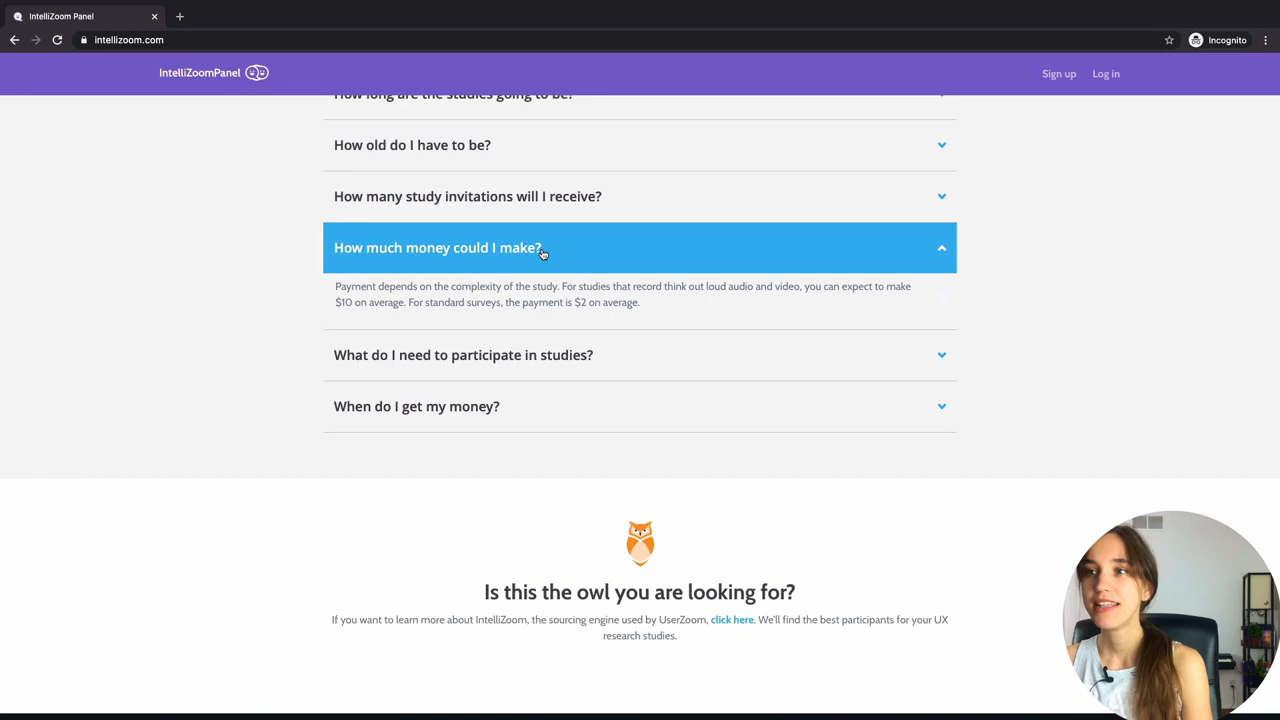 IntelliZoom Panel
intellizoom.com
Incognito
IntelliZoomPanel
Sign up
Log in
How long are the studies going to be?
How old do I have to be?
How many study invitations will I receive?
How much money could I make?
Payment depends on the complexity of the study. For studies that record think out loud audio and video, you can expect to make
$10 on average. For standard surveys, the payment is $2 on average.
What do I need to participate in studies?
When do I get my money?
Is this the owl you are looking for?
If you want to learn more about IntelliZoom, the sourcing engine used by UserZoom, click here. We'll find the best participants for your UX
research studies.